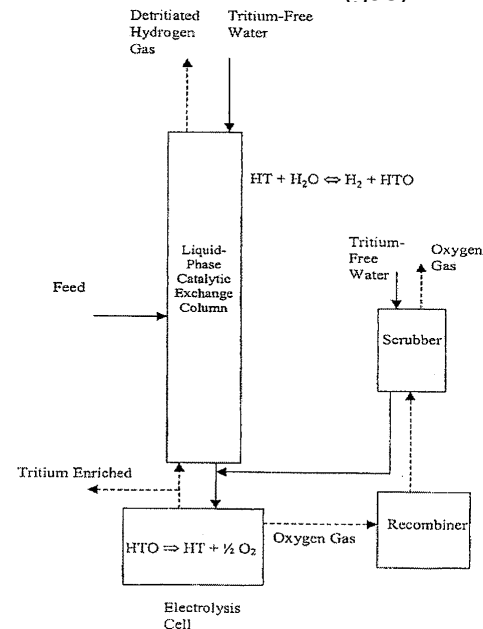 Detritiated
Hydrogen
Gas
Tritium-Free
Water
HT + H₂O ⇔ H₂ + HTO
Liquid-
Phase
Catalytic
Exchange
Column
Feed
Tritium-
Free
Water
Oxygen
Gas
Scrubber
Tritium Enriched
HTO ⇒ HT + ½ O₂
Oxygen Gas
Recombiner
Electrolysis
Cell